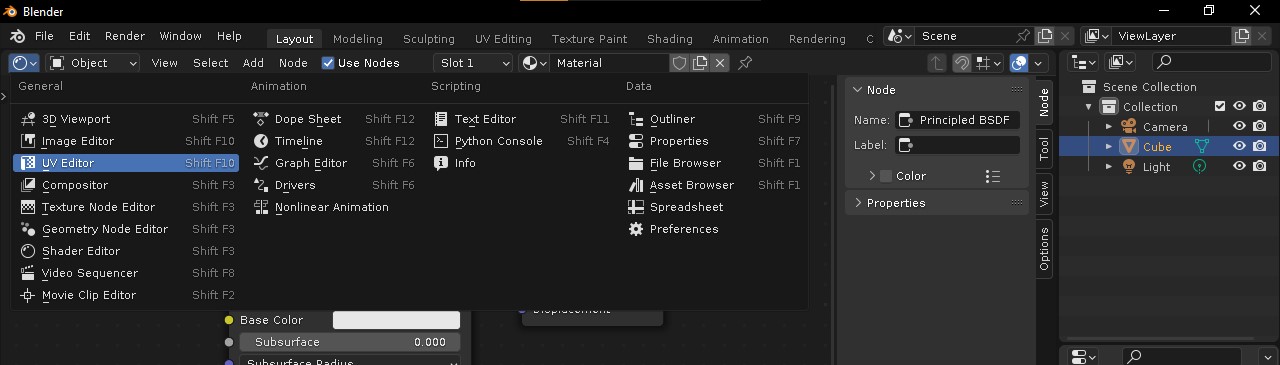 Blender
File Edit Render Window Help Layout Modeling Sculpting UV Editing Texture Paint Shading Animation Rendering C Scene ViewLayer
Object View Select Add Node Use Nodes Slot 1 Material
General Animation Scripting Data
3D Viewport Shift F5 Dope Sheet Shift F12 Text Editor Shift F11 Outliner Shift F9
Image Editor Shift F10 Timeline Shift F12 Python Console Shift F4 Properties Shift F7
UV Editor Shift F10 Graph Editor Shift F6 Info File Browser Shift F1
Compositor Shift F3 Drivers Shift F6 Asset Browser Shift F1
Texture Node Editor Shift F3 Nonlinear Animation Spreadsheet
Geometry Node Editor Shift F3 Preferences
Shader Editor Shift F3
Video Sequencer Shift F8
Movie Clip Editor Shift F2
Base Color
Subsurface 0.000
Subsurface Radius
Displacement
Node
Name: Principled BSDF
Label:
Color
Properties
Node
Tool
View
Options
Scene Collection
Collection
Camera
Cube
Light